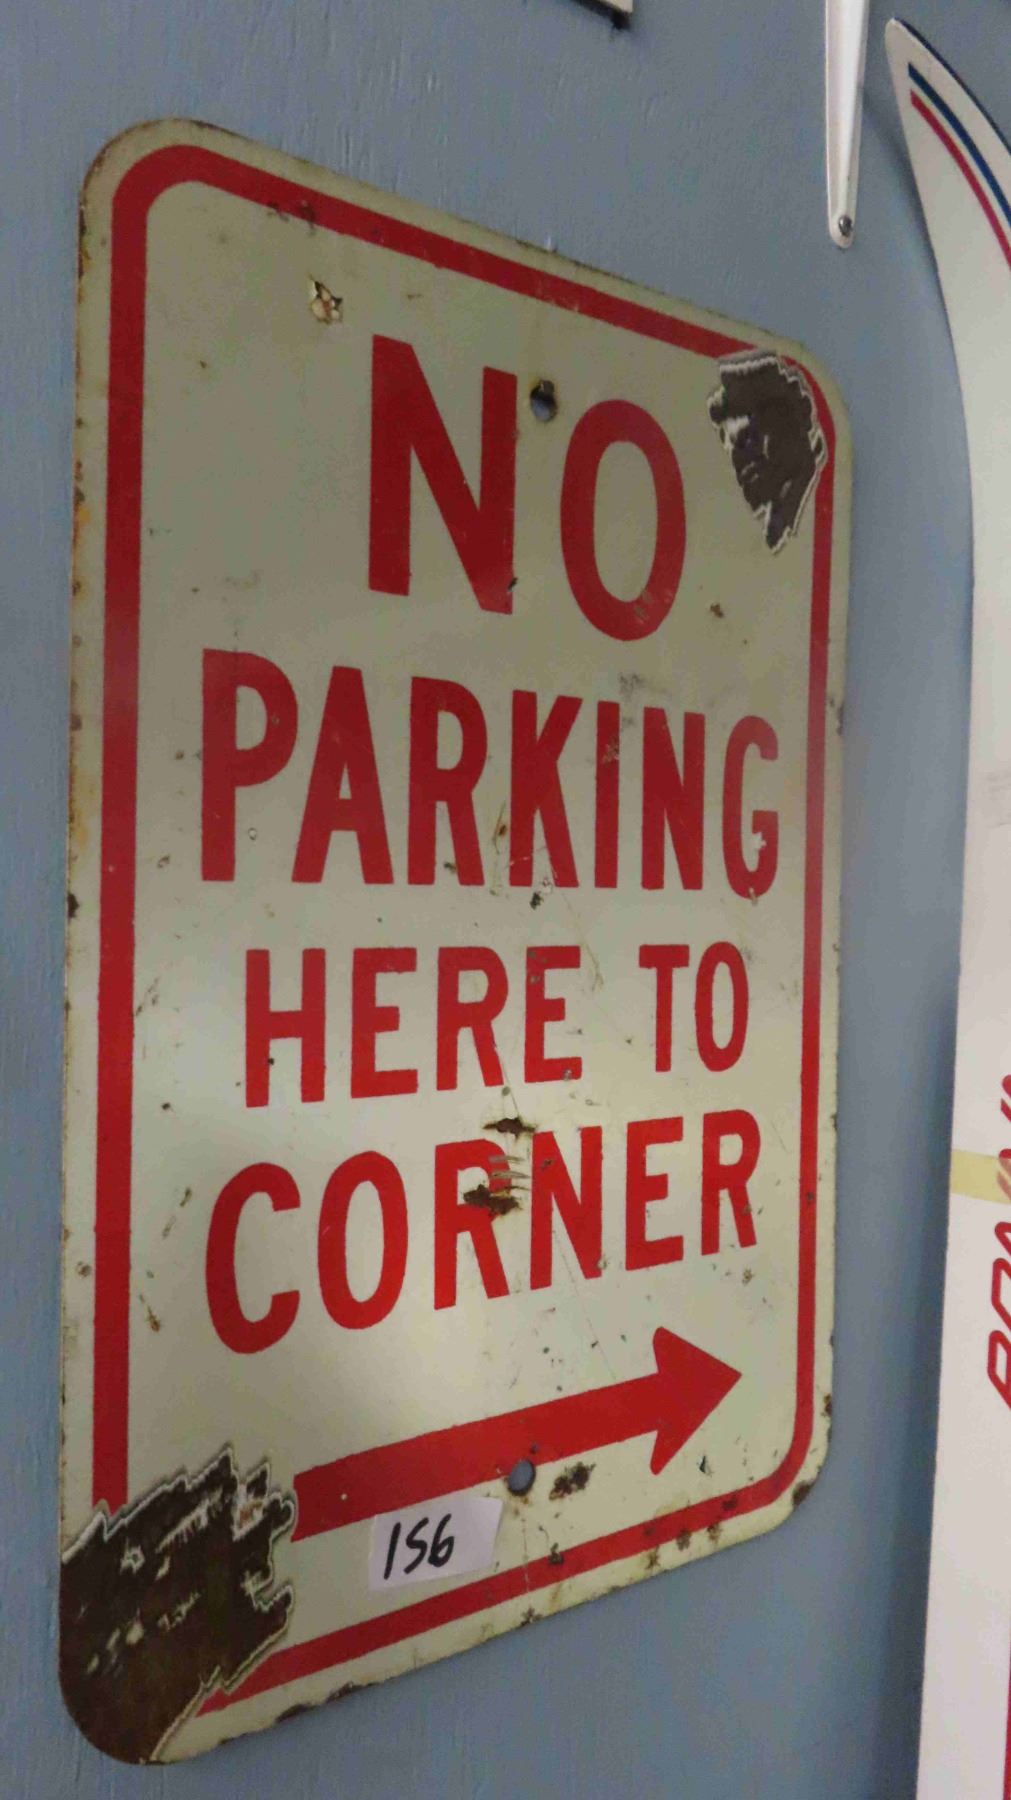 NO
PARKING
HERE TO
CORNER
156